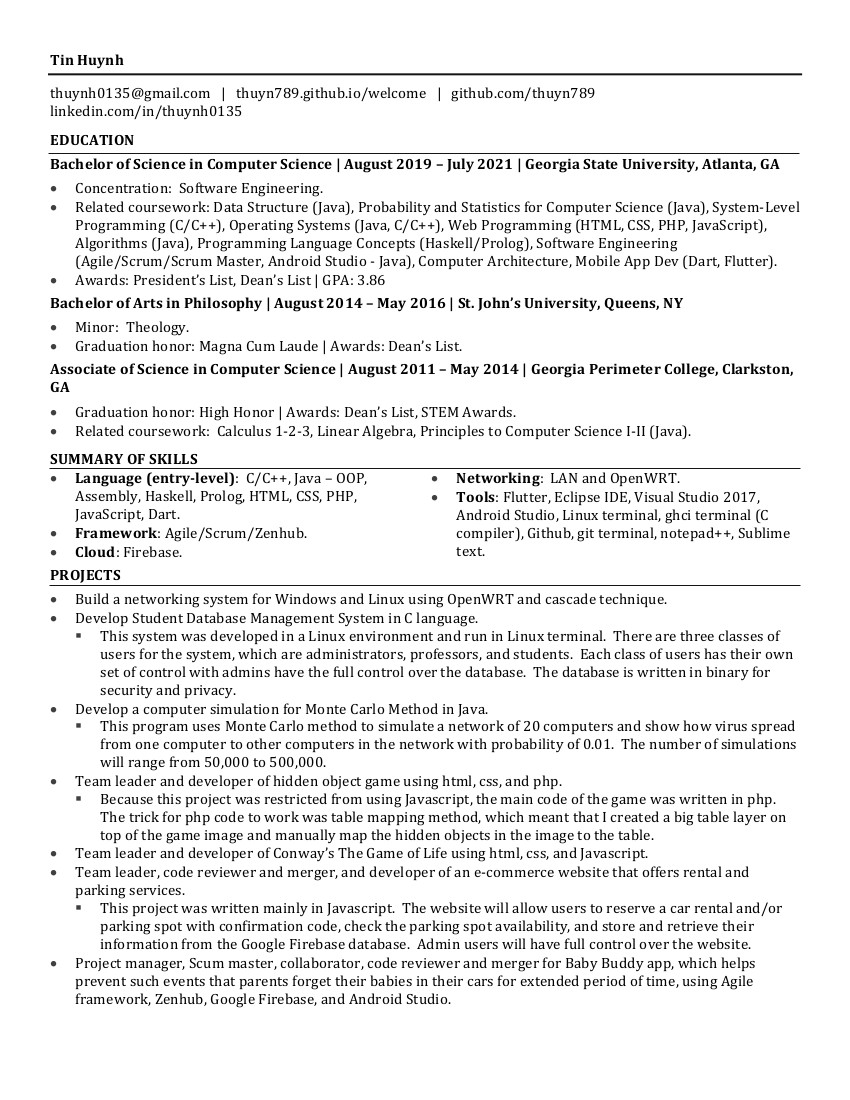 Tin Huynh
thuynh0135@gmail.com | thuyn789.github.io/welcome | github.com/thuyn789
linkedin.com/in/thuynh0135
EDUCATION
Bachelor of Science in Computer Science | August 2019 – July 2021 | Georgia State University, Atlanta, GA
• Concentration: Software Engineering.
• Related coursework: Data Structure (Java), Probability and Statistics for Computer Science (Java), System-Level
Programming (C/C++), Operating Systems (Java, C/C++), Web Programming (HTML, CSS, PHP, JavaScript),
Algorithms (Java), Programming Language Concepts (Haskell/Prolog), Software Engineering
(Agile/Scrum/Scrum Master, Android Studio - Java), Computer Architecture, Mobile App Dev (Dart, Flutter).
• Awards: President’s List, Dean’s List | GPA: 3.86
Bachelor of Arts in Philosophy | August 2014 – May 2016 | St. John’s University, Queens, NY
• Minor: Theology.
• Graduation honor: Magna Cum Laude | Awards: Dean’s List.
Associate of Science in Computer Science | August 2011 – May 2014 | Georgia Perimeter College, Clarkston,
GA
• Graduation honor: High Honor | Awards: Dean’s List, STEM Awards.
• Related coursework: Calculus 1-2-3, Linear Algebra, Principles to Computer Science I-II (Java).
SUMMARY OF SKILLS
• Language (entry-level): C/C++, Java – OOP,
Assembly, Haskell, Prolog, HTML, CSS, PHP,
JavaScript, Dart.
• Framework: Agile/Scrum/Zenhub.
• Cloud: Firebase.
• Networking: LAN and OpenWRT.
• Tools: Flutter, Eclipse IDE, Visual Studio 2017,
Android Studio, Linux terminal, ghci terminal (C
compiler), Github, git terminal, notepad++, Sublime
text.
PROJECTS
• Build a networking system for Windows and Linux using OpenWRT and cascade technique.
• Develop Student Database Management System in C language.
▪ This system was developed in a Linux environment and run in Linux terminal. There are three classes of
users for the system, which are administrators, professors, and students. Each class of users has their own
set of control with admins have the full control over the database. The database is written in binary for
security and privacy.
• Develop a computer simulation for Monte Carlo Method in Java.
▪ This program uses Monte Carlo method to simulate a network of 20 computers and show how virus spread
from one computer to other computers in the network with probability of 0.01. The number of simulations
will range from 50,000 to 500,000.
• Team leader and developer of hidden object game using html, css, and php.
▪ Because this project was restricted from using Javascript, the main code of the game was written in php.
The trick for php code to work was table mapping method, which meant that I created a big table layer on
top of the game image and manually map the hidden objects in the image to the table.
• Team leader and developer of Conway’s The Game of Life using html, css, and Javascript.
• Team leader, code reviewer and merger, and developer of an e-commerce website that offers rental and
parking services.
▪ This project was written mainly in Javascript. The website will allow users to reserve a car rental and/or
parking spot with confirmation code, check the parking spot availability, and store and retrieve their
information from the Google Firebase database. Admin users will have full control over the website.
• Project manager, Scum master, collaborator, code reviewer and merger for Baby Buddy app, which helps
prevent such events that parents forget their babies in their cars for extended period of time, using Agile
framework, Zenhub, Google Firebase, and Android Studio.